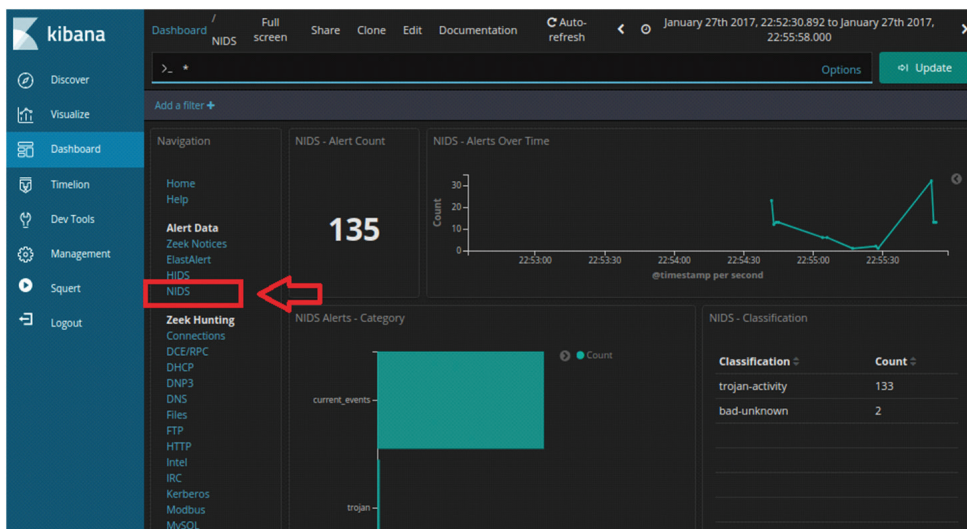 kibana
Discover
Visualize
Dashboard
Timelion
Dev Tools
Management
Squert
Logout
Dashboard / NIDS
Full screen
Share
Clone
Edit
Documentation
Auto-refresh
January 27th 2017, 22:52:30.892 to January 27th 2017, 22:55:58.000
>_ *
Options
Update
Add a filter +
Navigation
Home
Help
Alert Data
Zeek Notices
ElastAlert
HIDS
NIDS
Zeek Hunting
Connections
DCE/RPC
DHCP
DNP3
DNS
Files
FTP
HTTP
Intel
IRC
Kerberos
Modbus
MySQL
NIDS - Alert Count
135
NIDS - Alerts Over Time
Count
30
20
10
0
22:53:00 22:53:30 22:54:00 22:54:30 22:55:00 22:55:30
@timestamp per second
NIDS Alerts - Category
Count
current_events
trojan
NIDS - Classification
Classification Count
trojan-activity 133
bad-unknown 2